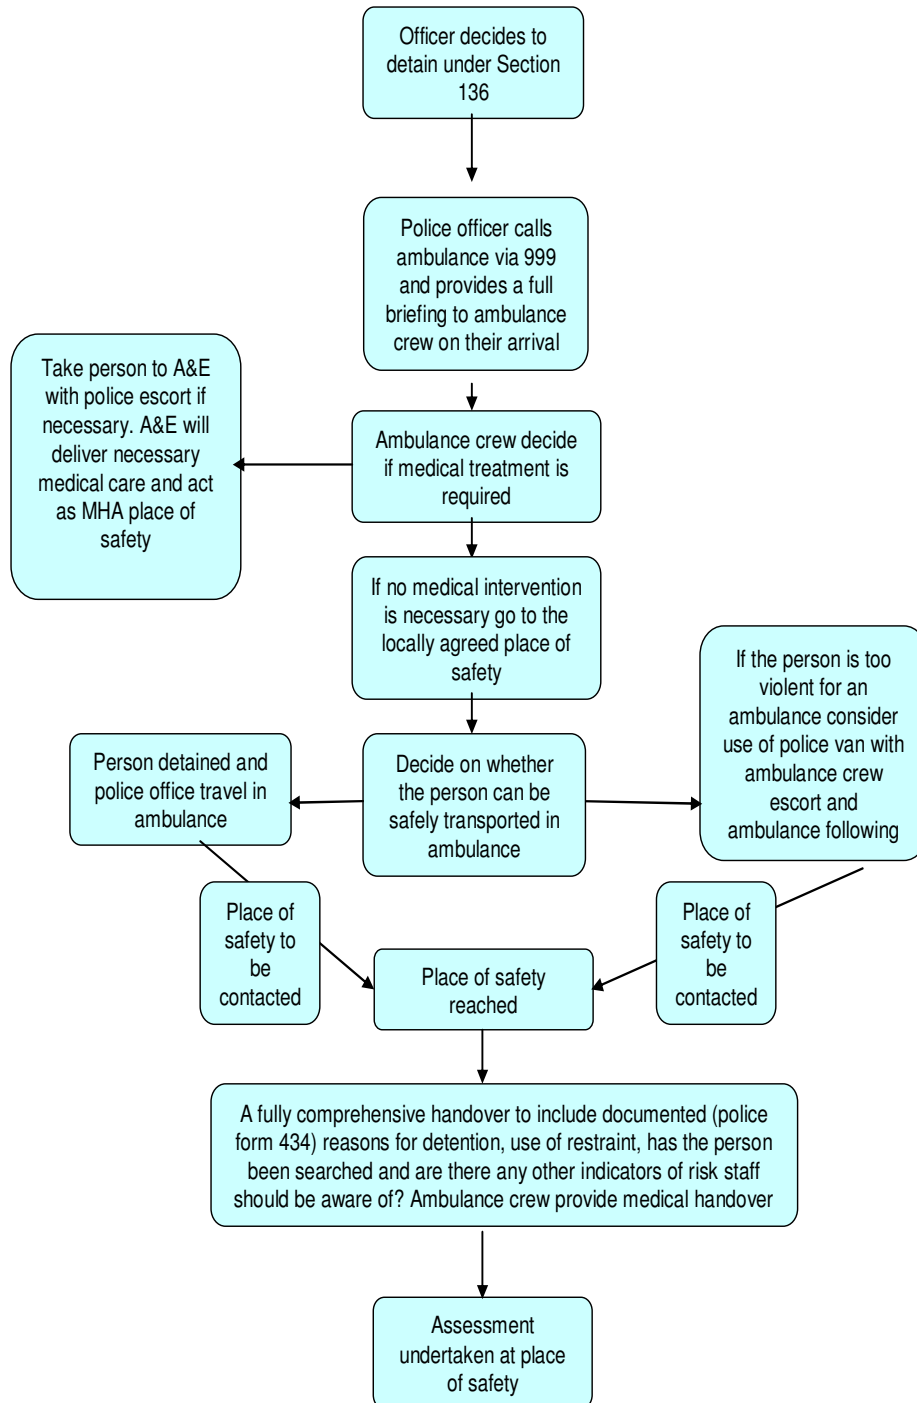 Officer decides to
detain under Section
136
Police officer calls
ambulance via 999
and provides a full
briefing to ambulance
crew on their arrival
Take person to A&E
with police escort if
necessary. A&E will
deliver necessary
medical care and act
as MHA place of
safety
Ambulance crew decide
if medical treatment is
required
If no medical intervention
is necessary go to the
locally agreed place of
safety
If the person is too
violent for an
ambulance consider
use of police van with
ambulance crew
escort and
ambulance following
Person detained and
police office travel in
ambulance
Decide on whether
the person can be
safely transported in
ambulance
Place of
safety to
be
contacted
Place of safety
reached
Place of
safety to
be
contacted
A fully comprehensive handover to include documented (police
form 434) reasons for detention, use of restraint, has the person
been searched and are there any other indicators of risk staff
should be aware of? Ambulance crew provide medical handover
Assessment
undertaken at place
of safety